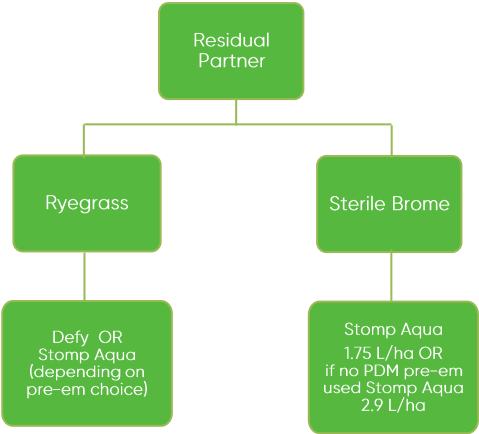 Residual
Partner
Ryegrass
Sterile Brome
Defy OR
Stomp Aqua
(depending on
pre-em choice)
Stomp Aqua
1.75 L/ha OR
if no PDM pre-em
used Stomp Aqua
2.9 L/ha